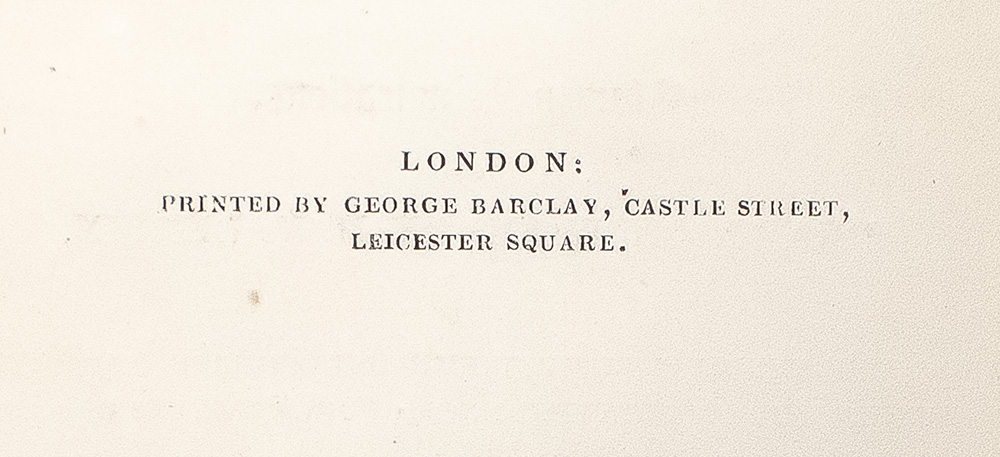 LONDON:
PRINTED BY GEORGE BARCLAY, CASTLE STREET,
LEICESTER SQUARE.